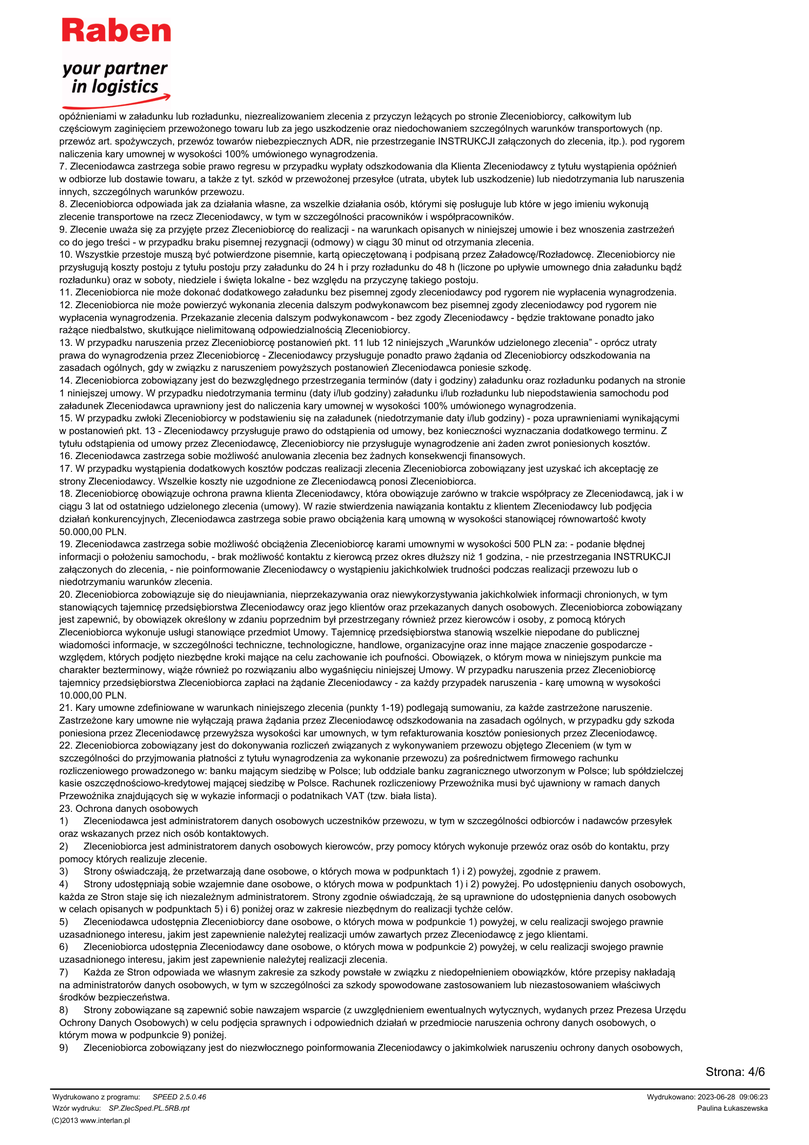 Raben
your partner
in logistics
opóźnieniami w załadunku lub rozładunku, niezrealizowaniem zlecenia z przyczyn leżących po stronie Zleceniobiorcy, całkowitym lub
częściowym zaginięciem przewożonego towaru lub za jego uszkodzenie oraz niedochowaniem szczególnych warunków transportowych (np.
przewóz art. spożywczych, przewóz towarów niebezpiecznych ADR, nie przestrzeganie INSTRUKCJI załączonych do zlecenia, itp.). pod rygorem
naliczenia kary umownej w wysokości 100% umówionego wynagrodzenia.
7. Zleceniodawca zastrzega sobie prawo regresu w przypadku wypłaty odszkodowania dla Klienta Zleceniodawcy z tytułu wystąpienia opóźnień
w odbiorze lub dostawie towaru, a także z tyt. szkód w przewożonej przesyłce (utrata, ubytek lub uszkodzenie) lub niedotrzymania lub naruszenia
innych, szczególnych warunków przewozu.
8. Zleceniobiorca odpowiada jak za działania własne, za wszelkie działania osób, którymi się posługuje lub które w jego imieniu wykonują
zlecenie transportowe na rzecz Zleceniodawcy, w tym w szczególności pracowników i współpracowników.
9. Zlecenie uważa się za przyjęte przez Zleceniobiorcę do realizacji - na warunkach opisanych w niniejszej umowie i bez wnoszenia zastrzeżeń
co do jego treści - w przypadku braku pisemnej rezygnacji (odmowy) w ciągu 30 minut od otrzymania zlecenia.
10. Wszystkie przestoje muszą być potwierdzone pisemnie, kartą opieczętowaną i podpisaną przez Załadowcę/Rozładowcę. Zleceniobiorcy nie
przysługują koszty postoju z tytułu postoju przy załadunku do 24 h i przy rozładunku do 48 h (liczone po upływie umownego dnia załadunku bądź
rozładunku) oraz w soboty, niedziele i święta lokalne - bez względu na przyczynę takiego postoju.
11. Zleceniobiorca nie może dokonać dodatkowego załadunku bez pisemnej zgody zleceniodawcy pod rygorem nie wypłacenia wynagrodzenia.
12. Zleceniobiorca nie może powierzyć wykonania zlecenia dalszym podwykonawcom bez pisemnej zgody zleceniodawcy pod rygorem nie
wypłacenia wynagrodzenia. Przekazanie zlecenia dalszym podwykonawcom - bez zgody Zleceniodawcy - będzie traktowane ponadto jako
rażące niedbalstwo, skutkujące nielimitowaną odpowiedzialnością Zleceniobiorcy.
13. W przypadku naruszenia przez Zleceniobiorcę postanowień pkt. 11 lub 12 niniejszych „Warunków udzielonego zlecenia" - oprócz utraty
prawa do wynagrodzenia przez Zleceniobiorcę - Zleceniodawcy przysługuje ponadto prawo żądania od Zleceniobiorcy odszkodowania na
zasadach ogólnych, gdy w związku z naruszeniem powyższych postanowień Zleceniodawca poniesie szkodę.
14. Zleceniobiorca zobowiązany jest do bezwzględnego przestrzegania terminów (daty i godziny) załadunku oraz rozładunku podanych na stronie
1 niniejszej umowy. W przypadku niedotrzymania terminu (daty i/lub godziny) załadunku i/lub rozładunku lub niepodstawienia samochodu pod
załadunek Zleceniodawca uprawniony jest do naliczenia kary umownej w wysokości 100% umówionego wynagrodzenia.
15. W przypadku zwłoki Zleceniobiorcy w podstawieniu się na załadunek (niedotrzymanie daty i/lub godziny) - poza uprawnieniami wynikającymi
w postanowień pkt. 13 - Zleceniodawcy przysługuje prawo do odstąpienia od umowy, bez konieczności wyznaczania dodatkowego terminu. Z
tytułu odstąpienia od umowy przez Zleceniodawcę, Zleceniobiorcy nie przysługuje wynagrodzenie ani żaden zwrot poniesionych kosztów.
16. Zleceniodawca zastrzega sobie możliwość anulowania zlecenia bez żadnych konsekwencji finansowych.
17. W przypadku wystąpienia dodatkowych kosztów podczas realizacji zlecenia Zleceniobiorca zobowiązany jest uzyskać ich akceptację ze
strony Zleceniodawcy. Wszelkie koszty nie uzgodnione ze Zleceniodawcą ponosi Zleceniobiorca.
18. Zleceniobiorcę obowiązuje ochrona prawna klienta Zleceniodawcy, która obowiązuje zarówno w trakcie współpracy ze Zleceniodawcą, jak i w
ciągu 3 lat od ostatniego udzielonego zlecenia (umowy). W razie stwierdzenia nawiązania kontaktu z klientem Zleceniodawcy lub podjęcia
działań konkurencyjnych, Zleceniodawca zastrzega sobie prawo obciążenia karą umowną w wysokości stanowiącej równowartość kwoty
50.000,00 PLN.
19. Zleceniodawca zastrzega sobie możliwość obciążenia Zleceniobiorcę karami umownymi w wysokości 500 PLN za: - podanie błędnej
informacji o położeniu samochodu, - brak możliwość kontaktu z kierowcą przez okres dłuższy niż 1 godzina, - nie przestrzegania INSTRUKCJI
załączonych do zlecenia, - nie poinformowanie Zleceniodawcy o wystąpieniu jakichkolwiek trudności podczas realizacji przewozu lub o
niedotrzymaniu warunków zlecenia.
20. Zleceniobiorca zobowiązuje się do nieujawniania, nieprzekazywania oraz niewykorzystywania jakichkolwiek informacji chronionych, w tym
stanowiących tajemnicę przedsiębiorstwa Zleceniodawcy oraz jego klientów oraz przekazanych danych osobowych. Zleceniobiorca zobowiązany
jest zapewnić, by obowiązek określony w zdaniu poprzednim był przestrzegany również przez kierowców i osoby, z pomocą których
Zleceniobiorca wykonuje usługi stanowiące przedmiot Umowy. Tajemnicę przedsiębiorstwa stanowią wszelkie niepodane do publicznej
wiadomości informacje, w szczególności techniczne, technologiczne, handlowe, organizacyjne oraz inne mające znaczenie gospodarcze -
względem, których podjęto niezbędne kroki mające na celu zachowanie ich poufności. Obowiązek, o którym mowa w niniejszym punkcie ma
charakter bezterminowy, wiąże również po rozwiązaniu albo wygaśnięciu niniejszej Umowy. W przypadku naruszenia przez Zleceniobiorcę
tajemnicy przedsiębiorstwa Zleceniobiorca zapłaci na żądanie Zleceniodawcy - za każdy przypadek naruszenia - karę umowną w wysokości
10.000,00 PLN.
21. Kary umowne zdefiniowane w warunkach niniejszego zlecenia (punkty 1-19) podlegają sumowaniu, za każde zastrzeżone naruszenie.
Zastrzeżone kary umowne nie wyłączają prawa żądania przez Zleceniodawcę odszkodowania na zasadach ogólnych, w przypadku gdy szkoda
poniesiona przez Zleceniodawcę przewyższa wysokości kar umownych, w tym refakturowania kosztów poniesionych przez Zleceniodawcę.
22. Zleceniobiorca zobowiązany jest do dokonywania rozliczeń związanych z wykonywaniem przewozu objętego Zleceniem (w tym w
szczególności do przyjmowania płatności z tytułu wynagrodzenia za wykonanie przewozu) za pośrednictwem firmowego rachunku
rozliczeniowego prowadzonego w: banku mającym siedzibę w Polsce; lub oddziale banku zagranicznego utworzonym w Polsce; lub spółdzielczej
kasie oszczędnościowo-kredytowej mającej siedzibę w Polsce. Rachunek rozliczeniowy Przewoźnika musi być ujawniony w ramach danych
Przewoźnika znajdujących się w wykazie informacji o podatnikach VAT (tzw. biała lista).
23. Ochrona danych osobowych
1) Zleceniodawca jest administratorem danych osobowych uczestników przewozu, w tym w szczególności odbiorców i nadawców przesyłek
oraz wskazanych przez nich osób kontaktowych.
2) Zleceniobiorca jest administratorem danych osobowych kierowców, przy pomocy których wykonuje przewóz oraz osób do kontaktu, przy
pomocy których realizuje zlecenie.
3) Strony oświadczają, że przetwarzają dane osobowe, o których mowa w podpunktach 1) i 2) powyżej, zgodnie z prawem.
4) Strony udostępniają sobie wzajemnie dane osobowe, o których mowa w podpunktach 1) i 2) powyżej. Po udostępnieniu danych osobowych,
każda ze Stron staje się ich niezależnym administratorem. Strony zgodnie oświadczają, że są uprawnione do udostępnienia danych osobowych
w celach opisanych w podpunktach 5) i 6) poniżej oraz w zakresie niezbędnym do realizacji tychże celów.
5) Zleceniodawca udostępnia Zleceniobiorcy dane osobowe, o których mowa w podpunkcie 1) powyżej, w celu realizacji swojego prawnie
uzasadnionego interesu, jakim jest zapewnienie należytej realizacji umów zawartych przez Zleceniodawcę z jego klientami.
6) Zleceniobiorca udostępnia Zleceniodawcy dane osobowe, o których mowa w podpunkcie 2) powyżej, w celu realizacji swojego prawnie
uzasadnionego interesu, jakim jest zapewnienie należytej realizacji zlecenia.
7) Każda ze Stron odpowiada we własnym zakresie za szkody powstałe w związku z niedopełnieniem obowiązków, które przepisy nakładają
na administratorów danych osobowych, w tym w szczególności za szkody spowodowane zastosowaniem lub niezastosowaniem właściwych
środków bezpieczeństwa.
8) Strony zobowiązane są zapewnić sobie nawzajem wsparcie (z uwzględnieniem ewentualnych wytycznych, wydanych przez Prezesa Urzędu
Ochrony Danych Osobowych) w celu podjęcia sprawnych i odpowiednich działań w przedmiocie naruszenia ochrony danych osobowych, o
którym mowa w podpunkcie 9) poniżej.
9) Zleceniobiorca zobowiązany jest do niezwłocznego poinformowania Zleceniodawcy o jakimkolwiek naruszeniu ochrony danych osobowych,
Strona: 4/6
Wydrukowano z programu: SPEED 2.5.0.46
Wydrukowano: 2023-06-28 09:06:23
Wzór wydruku: SP.ZlecSped.PL.5RB.rpt
Paulina Łukaszewska
(C)2013 www.interlan.pl